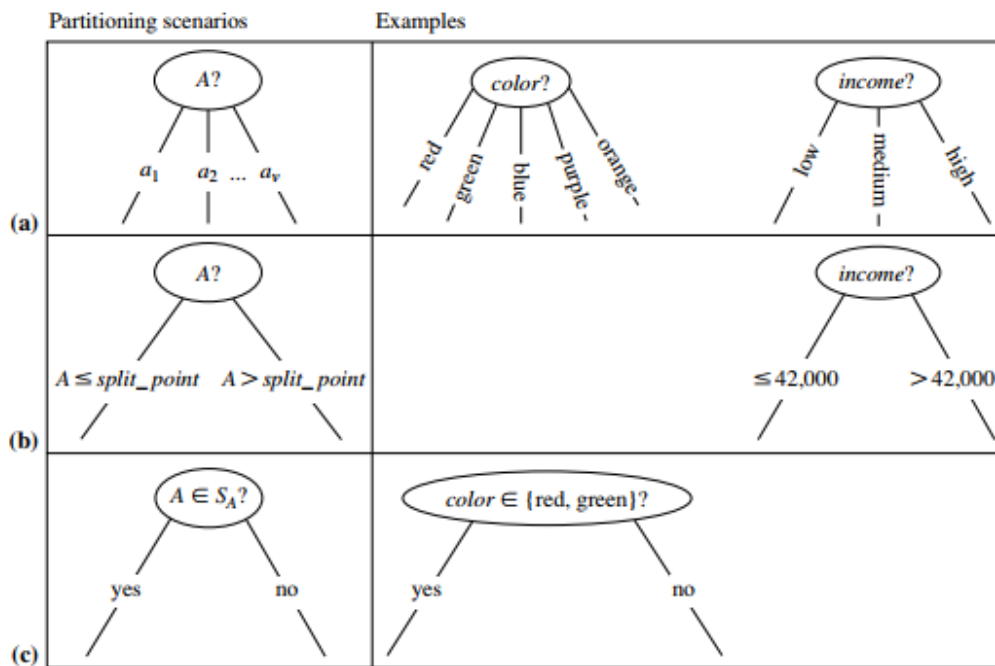 Partitioning scenarios Examples
A? color? income?
a1 a2 ... av red green blue purple orange low medium high
(a)
A? income?
A ≤ split_point A > split_point ≤ 42,000 > 42,000
(b)
A ∈ SA? color ∈ {red, green}?
yes no yes no
(c)